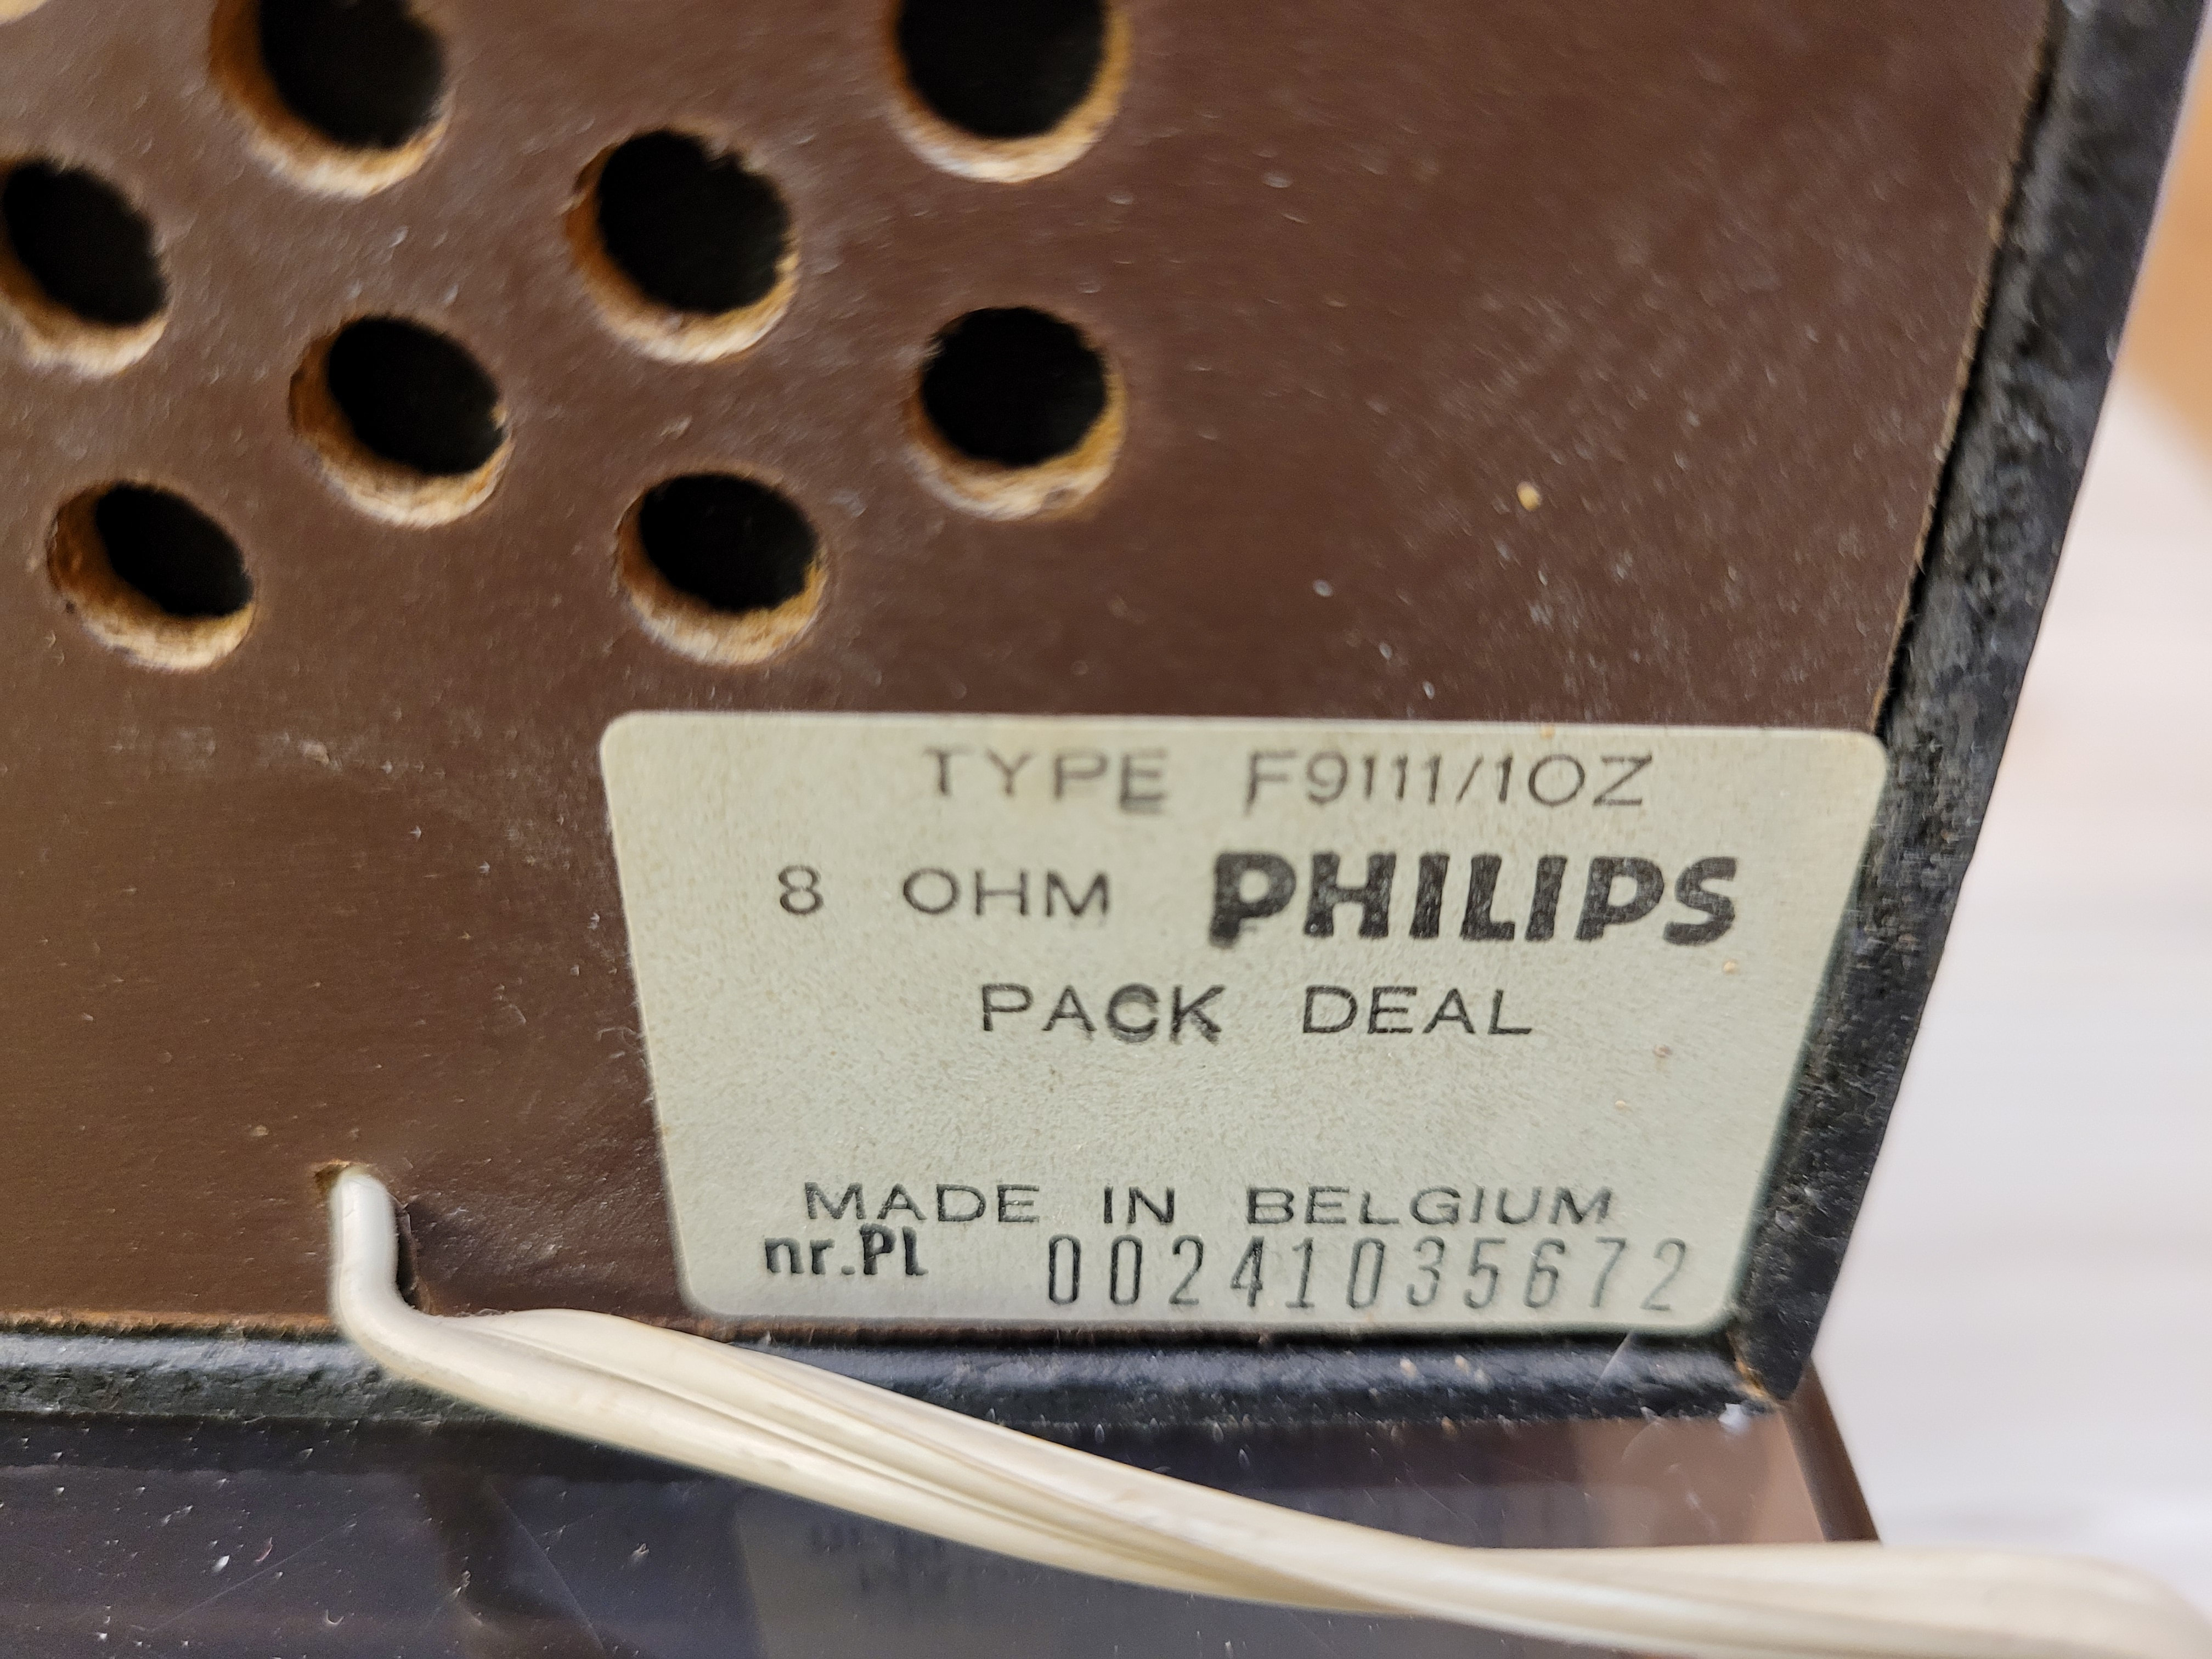 TYPE F9111/10Z
8 OHM PHILIPS
PACK DEAL
MADE IN BELGIUM
nr.PL 00241035672